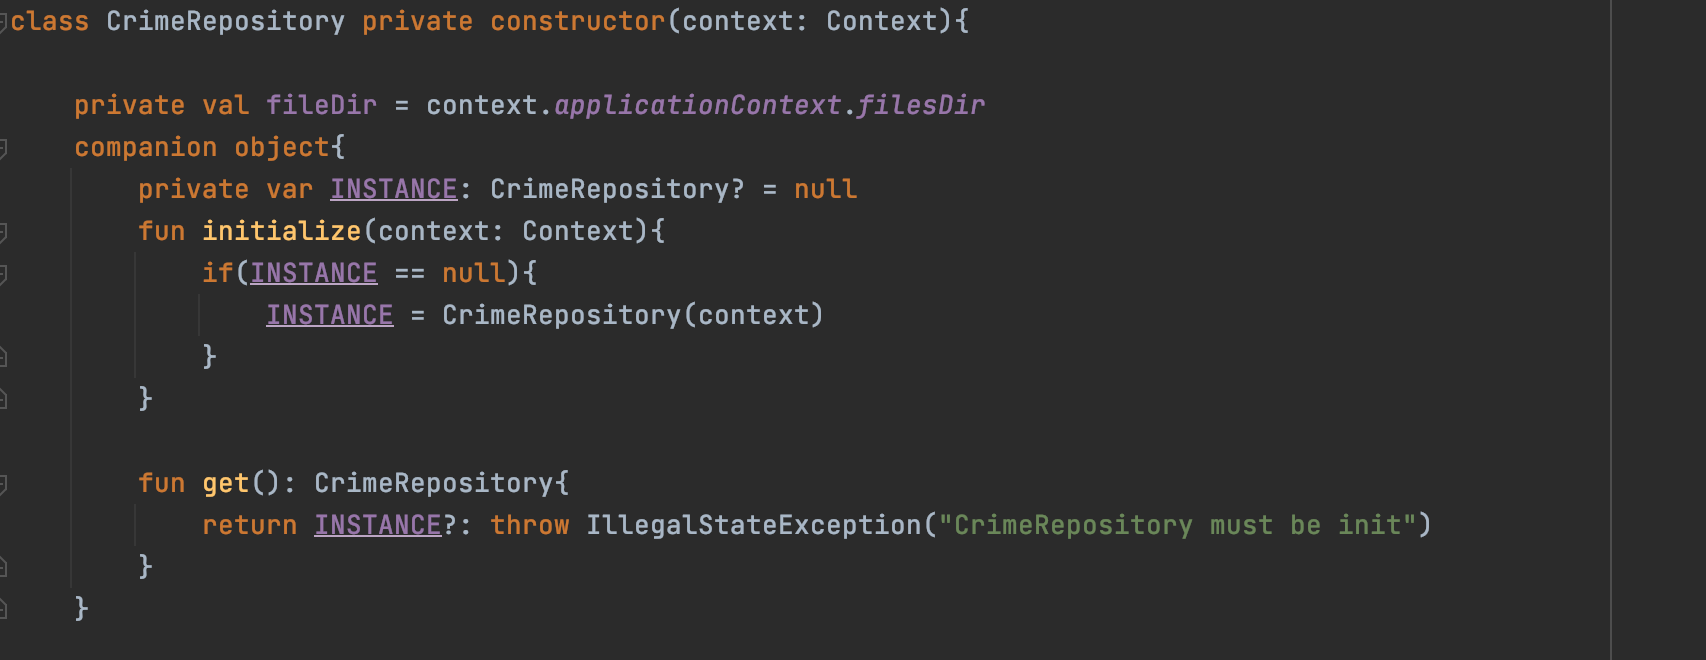 class CrimeRepository private constructor(context: Context){
private val fileDir = context.applicationContext.filesDir
companion object{
private var INSTANCE: CrimeRepository? = null
fun initialize(context: Context){
if(INSTANCE == null){
INSTANCE = CrimeRepository(context)
}
}
fun get(): CrimeRepository{
return INSTANCE?: throw IllegalStateException("CrimeRepository must be init")
}
}